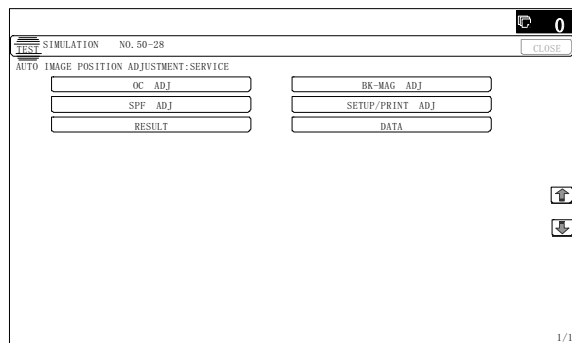 0
TEST SIMULATION NO.50-28
CLOSE
AUTO IMAGE POSITION ADJUSTMENT:SERVICE
OC ADJ BK-MAG ADJ
SPF ADJ SETUP/PRINT ADJ
RESULT DATA
1/1